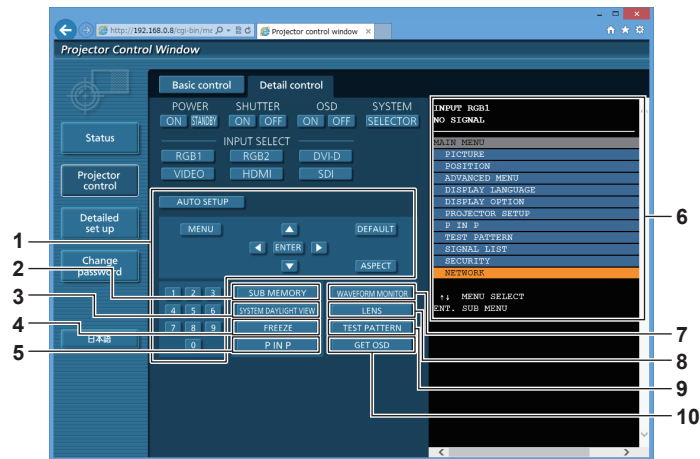 http://192.168.0.8/cgi-bin/ma
Projector control window
Projector Control Window
Basic control
Detail control
POWER
SHUTTER
OSD
SYSTEM
ON
STANDBY
ON
OFF
ON
OFF
SELECTOR
INPUT SELECT
RGB1
RGB2
DVI-D
VIDEO
HDMI
SDI
AUTO SETUP
MENU
DEFAULT
ENTER
ASPECT
1
2
3
SUB MEMORY
WAVEFORM MONITOR
4
5
6
SYSTEM DAYLIGHT VIEW
LENS
7
8
9
FREEZE
TEST PATTERN
0
P IN P
GET OSD
Status
Projector
control
Detailed
set up
Change
password
日本語
INPUT RGB1
NO SIGNAL
MAIN MENU
PICTURE
POSITION
ADVANCED MENU
DISPLAY LANGUAGE
DISPLAY OPTION
PROJECTOR SETUP
P IN P
TEST PATTERN
SIGNAL LIST
SECURITY
NETWORK
↑↓ MENU SELECT
ENT. SUB MENU
1
2
3
4
5
6
7
8
9
10